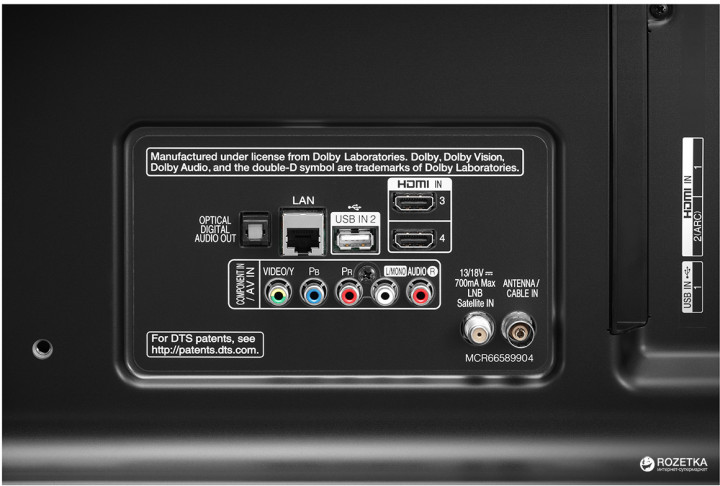 Manufactured under license from Dolby Laboratories. Dolby, Dolby Vision,
Dolby Audio, and the double-D symbol are trademarks of Dolby Laboratories.
HDMI IN
3
4
LAN
USB IN 2
OPTICAL
DIGITAL
AUDIO OUT
COMPONENT IN
/ AV IN
VIDEO/Y PB PR L/MONO AUDIO R
13/18V
700mA Max
LNB
Satellite IN
ANTENNA /
CABLE IN
For DTS patents, see
http://patents.dts.com.
MCR66589904
HDMI IN
2(ARC) 1
USB IN
1
ROZETKA
интернет-супермаркет